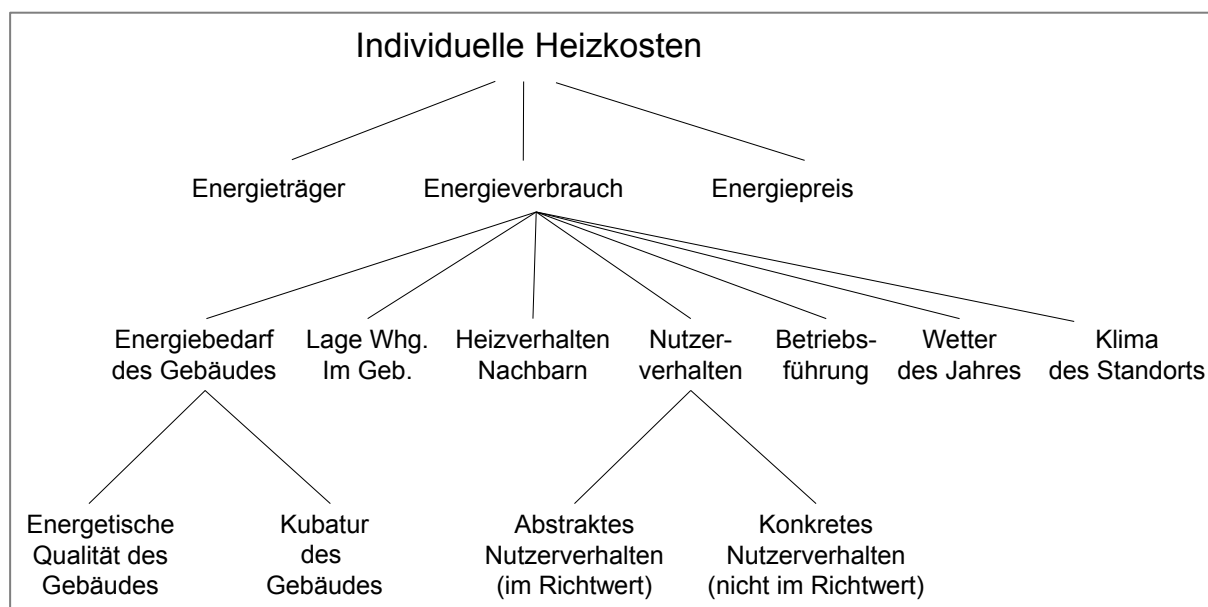 Individuelle Heizkosten
Energieträger
Energieverbrauch
Energiepreis
Energiebedarf
des Gebäudes
Lage Whg.
Im Geb.
Heizverhalten
Nachbarn
Nutzer-
verhalten
Betriebs-
führung
Wetter
des Jahres
Klima
des Standorts
Energetische
Qualität des
Gebäudes
Kubatur
des
Gebäudes
Abstraktes
Nutzerverhalten
(im Richtwert)
Konkretes
Nutzerverhalten
(nicht im Richtwert)